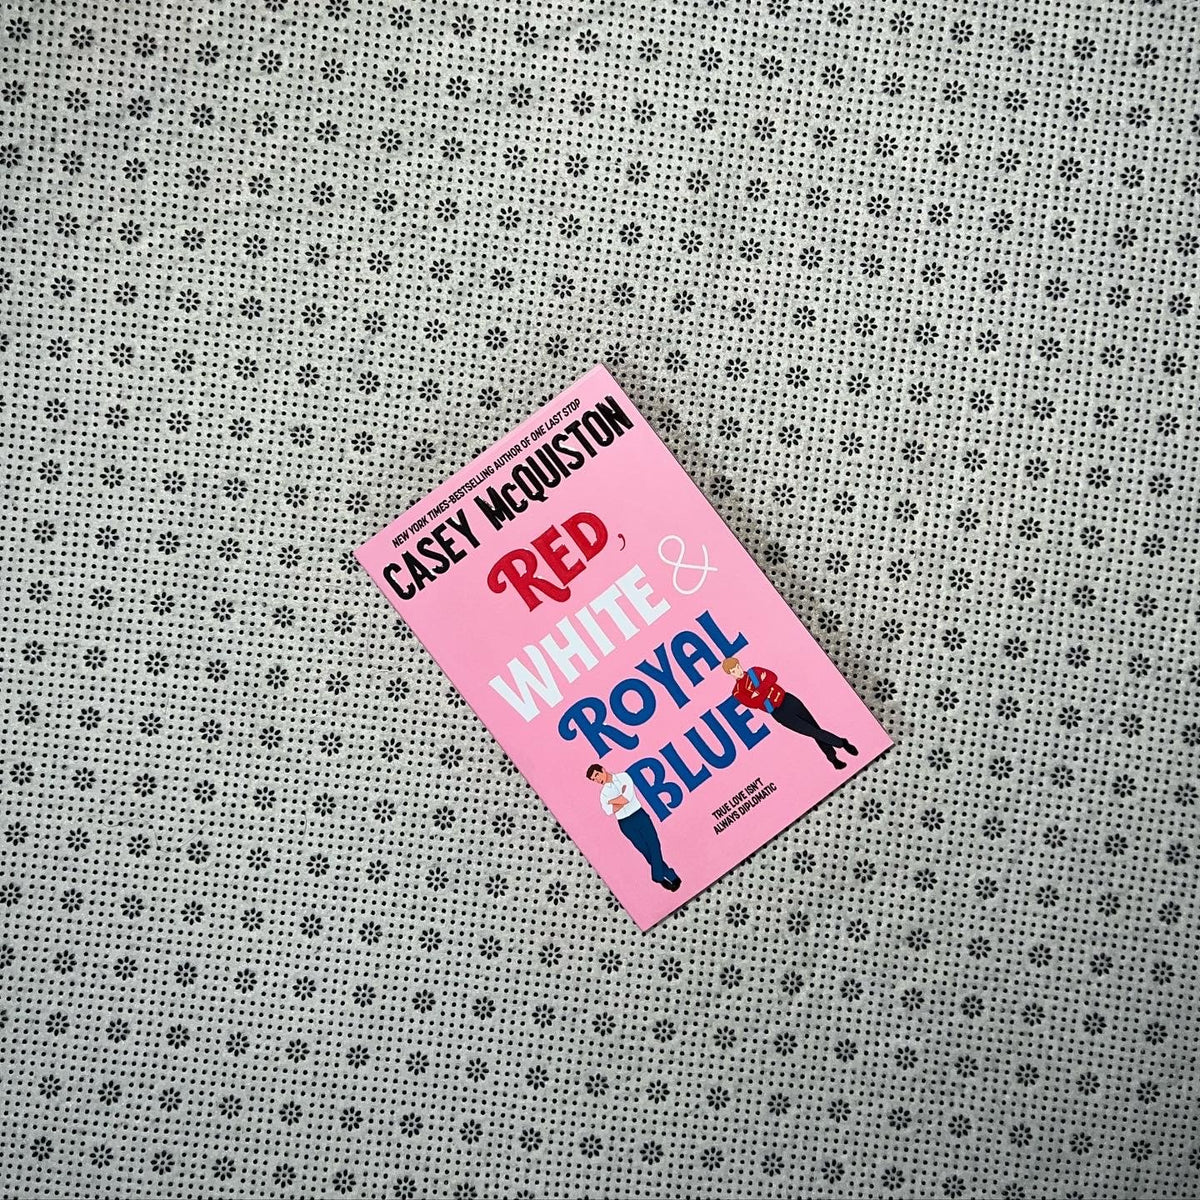 NEW YORK TIMES-BESTSELLING AUTHOR OF ONE LAST STOP
CASEY McQUISTON
RED,
WHITE &
ROYAL
BLUE
TRUE LOVE ISN'T
ALWAYS DIPLOMATIC